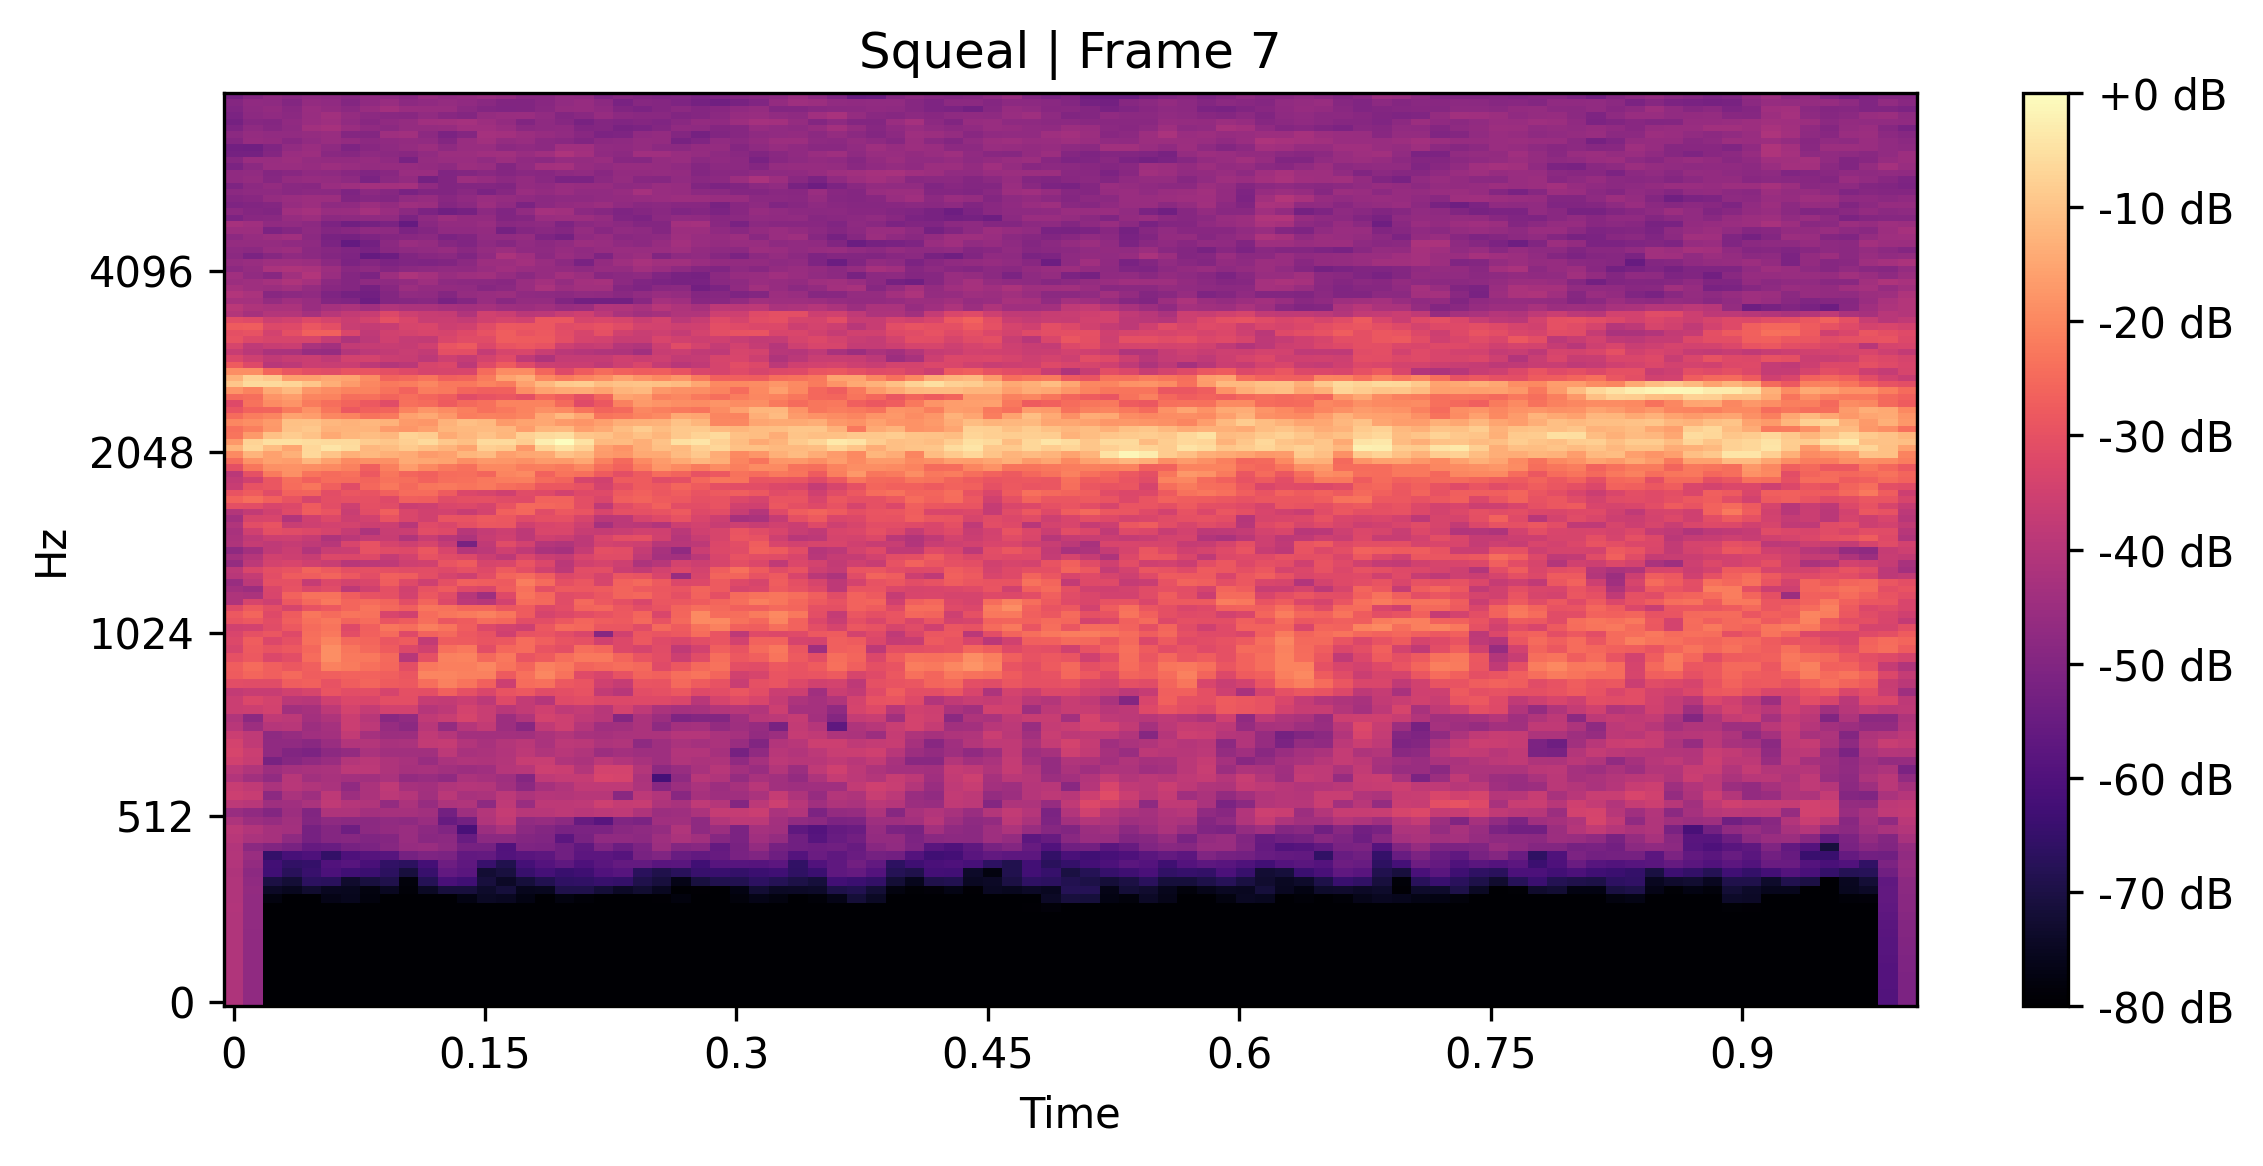 Squeal | Frame 7
Hz
4096
2048
1024
512
0
0 0.15 0.3 0.45 0.6 0.75 0.9
Time
+0 dB
-10 dB
-20 dB
-30 dB
-40 dB
-50 dB
-60 dB
-70 dB
-80 dB